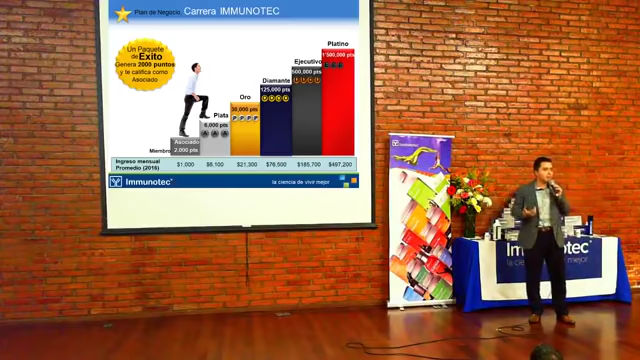 Plan de Negocio, Carrera IMMUNOTEC
Un Paquete
de Exito
Genera 2000 puntos
y te califica como
Asociado
Platino
1'500,000 pts
Ejecutivo
500,000 pts
Diamante
125,000 pts
Oro
30,000 pts
Plata
6,000 pts
Asociado
2,000 pts
Miembro
Ingreso mensual
Promedio (2016)
$1,000
$6,100
$21,300
$76,500
$185,700
$497,200
Immunotec
la ciencia de vivir mejor
Immunotec
la ciencia de vivir mejor